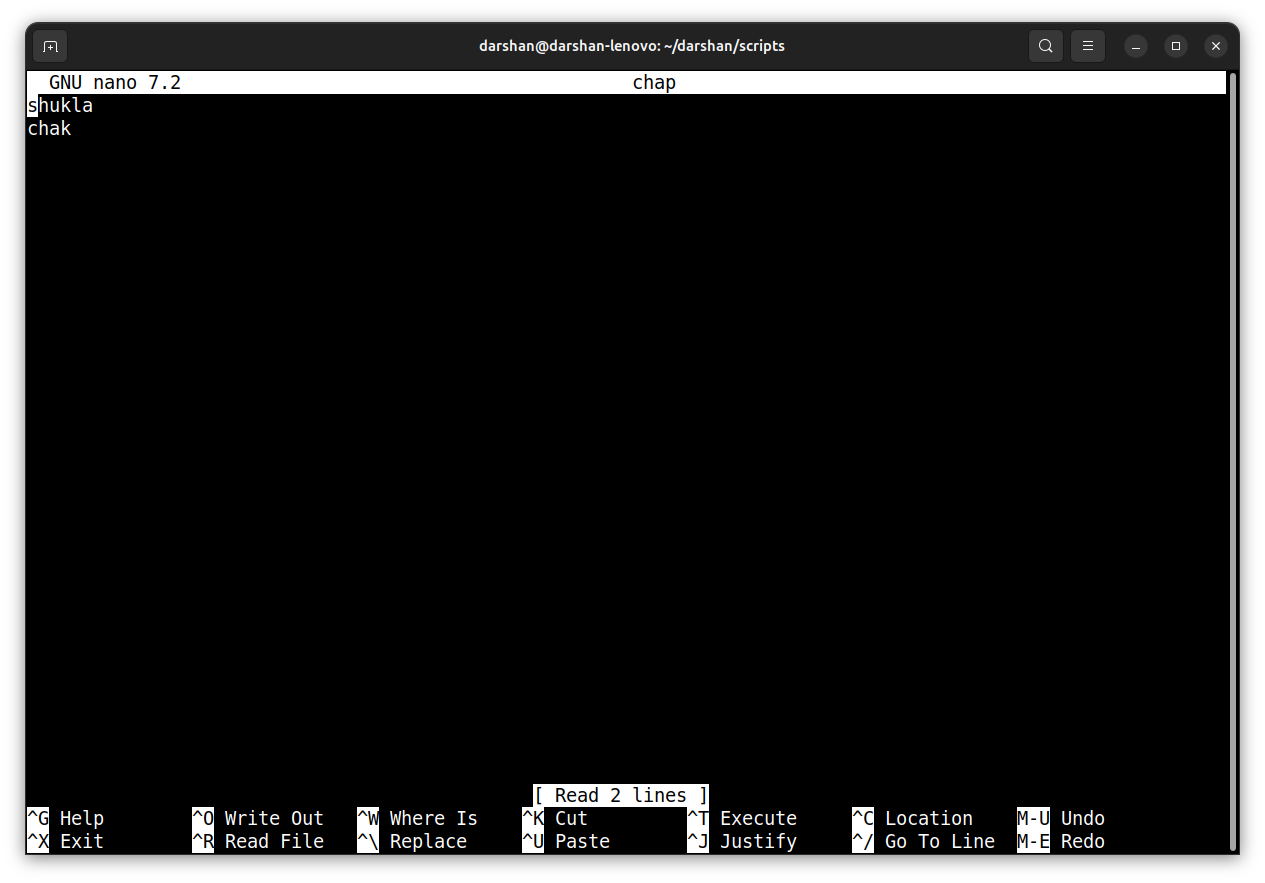 darshan@darshan-lenovo: ~/darshan/scripts
GNU nano 7.2 chap
shukla
chak
[ Read 2 lines ]
^G Help ^O Write Out ^W Where Is ^K Cut ^T Execute ^C Location M-U Undo
^X Exit ^R Read File ^\ Replace ^U Paste ^J Justify ^/ Go To Line M-E Redo